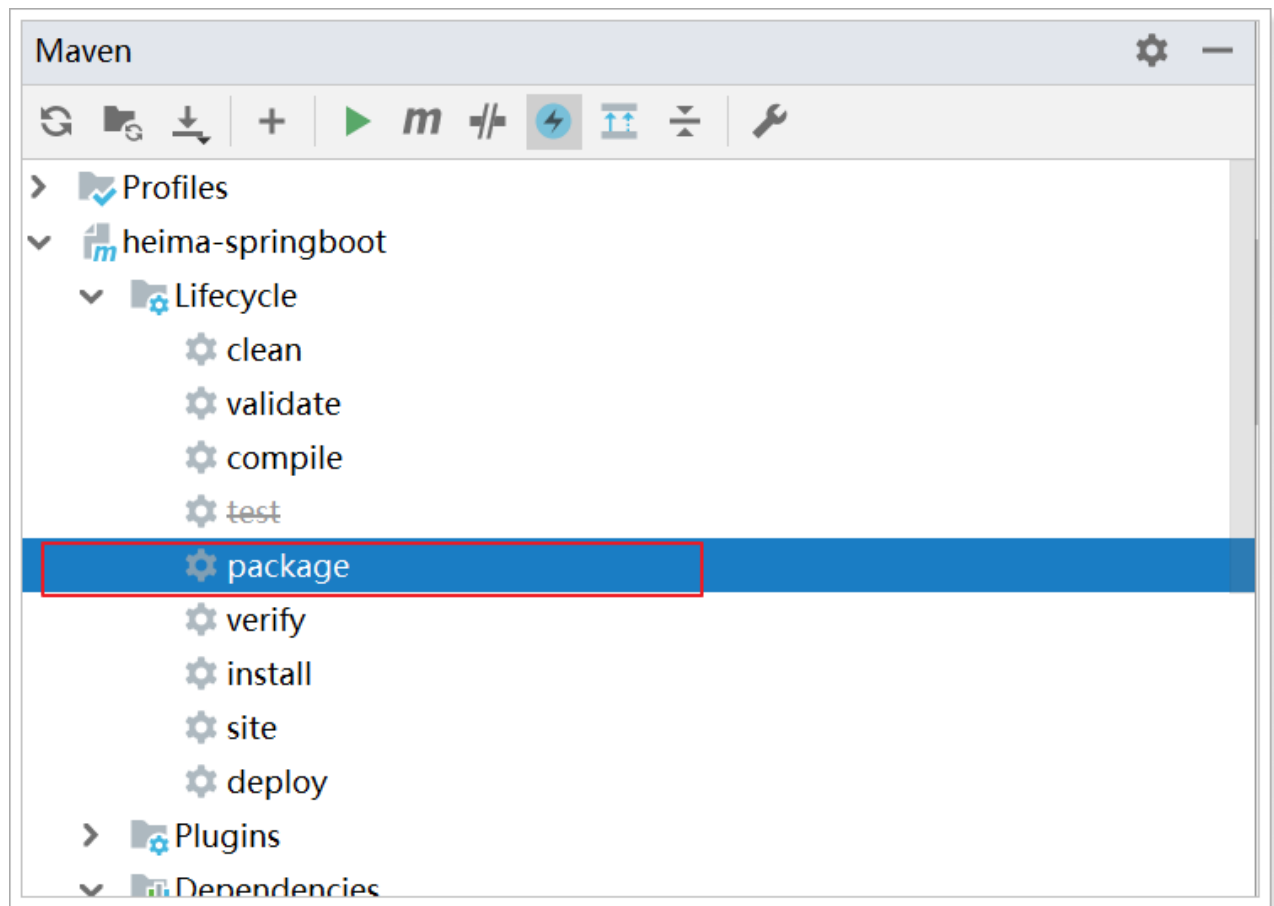 Maven
m
Profiles
m heima-springboot
Lifecycle
clean
validate
compile
test
package
verify
install
site
deploy
Plugins
Dependencies